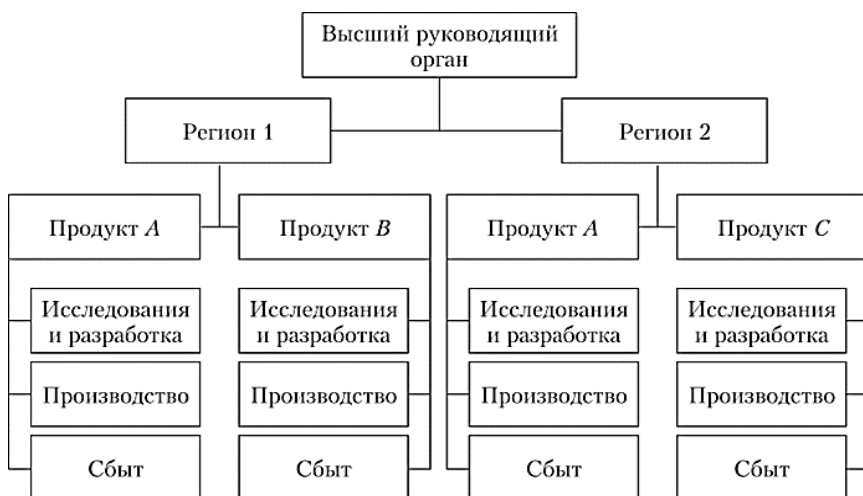 Высший руководящий
орган
Регион 1
Регион 2
Продукт A
Продукт B
Продукт A
Продукт C
Исследования
и разработка
Исследования
и разработка
Исследования
и разработка
Исследования
и разработка
Производство
Производство
Производство
Производство
Сбыт
Сбыт
Сбыт
Сбыт